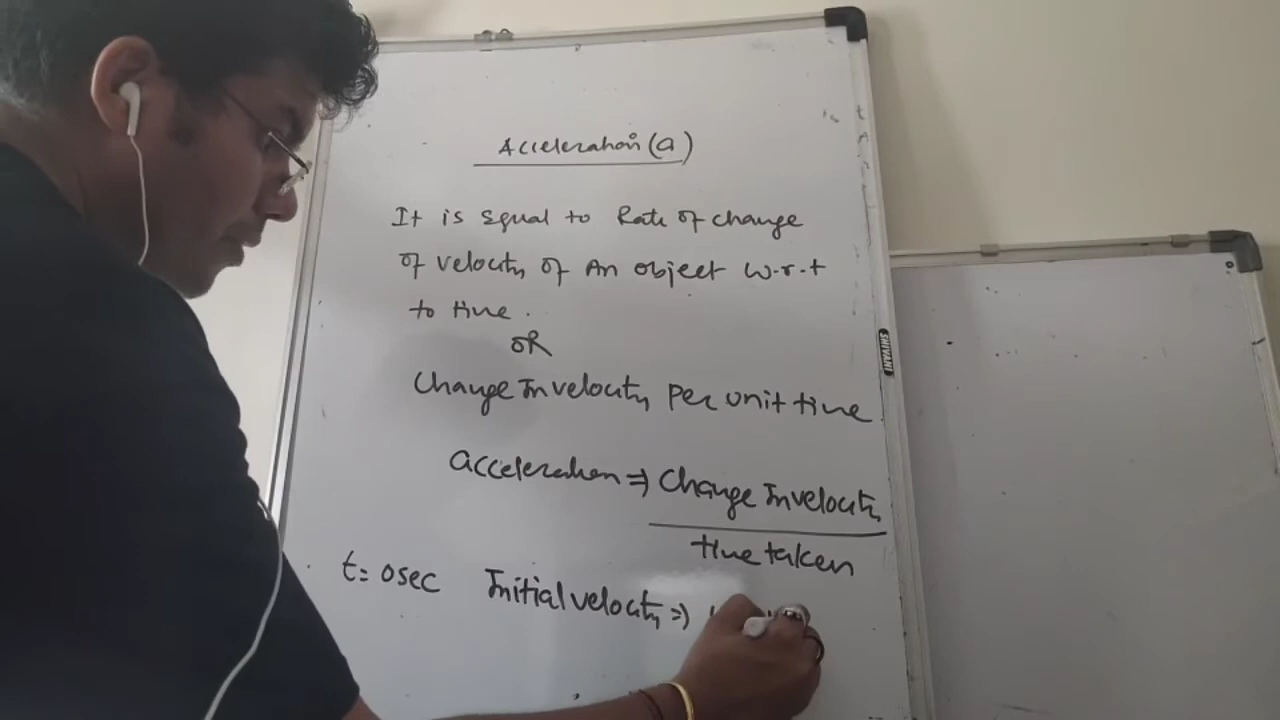 Acceleration (a)
It is Equal to Rate of change
of velocity of An object w.r.t
to time.
OR
Change In velocity Per unit time.
acceleration ⇒ Change In velocity
time taken
t = 0 sec Initial velocity ⇒
SHIVANI